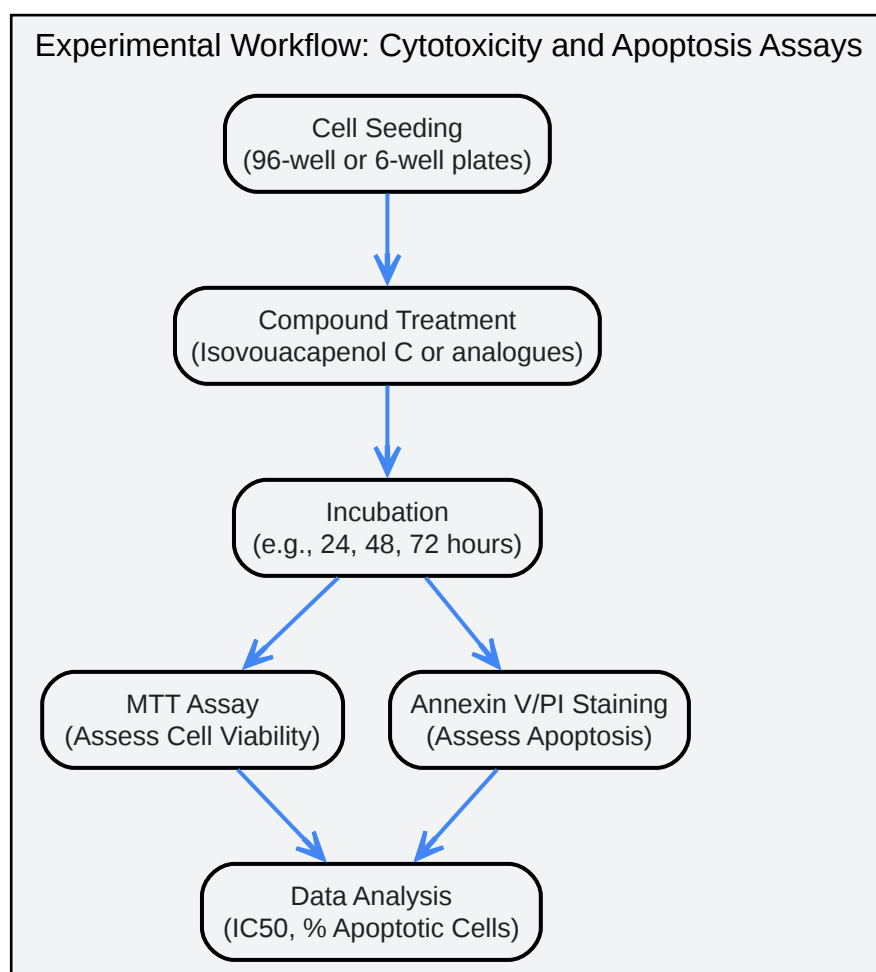 Experimental Workflow: Cytotoxicity and Apoptosis Assays
Cell Seeding
(96-well or 6-well plates)
Compound Treatment
(Isovouacapenol C or analogues)
Incubation
(e.g., 24, 48, 72 hours)
MTT Assay
(Assess Cell Viability)
Annexin V/PI Staining
(Assess Apoptosis)
Data Analysis
(IC50, % Apoptotic Cells)